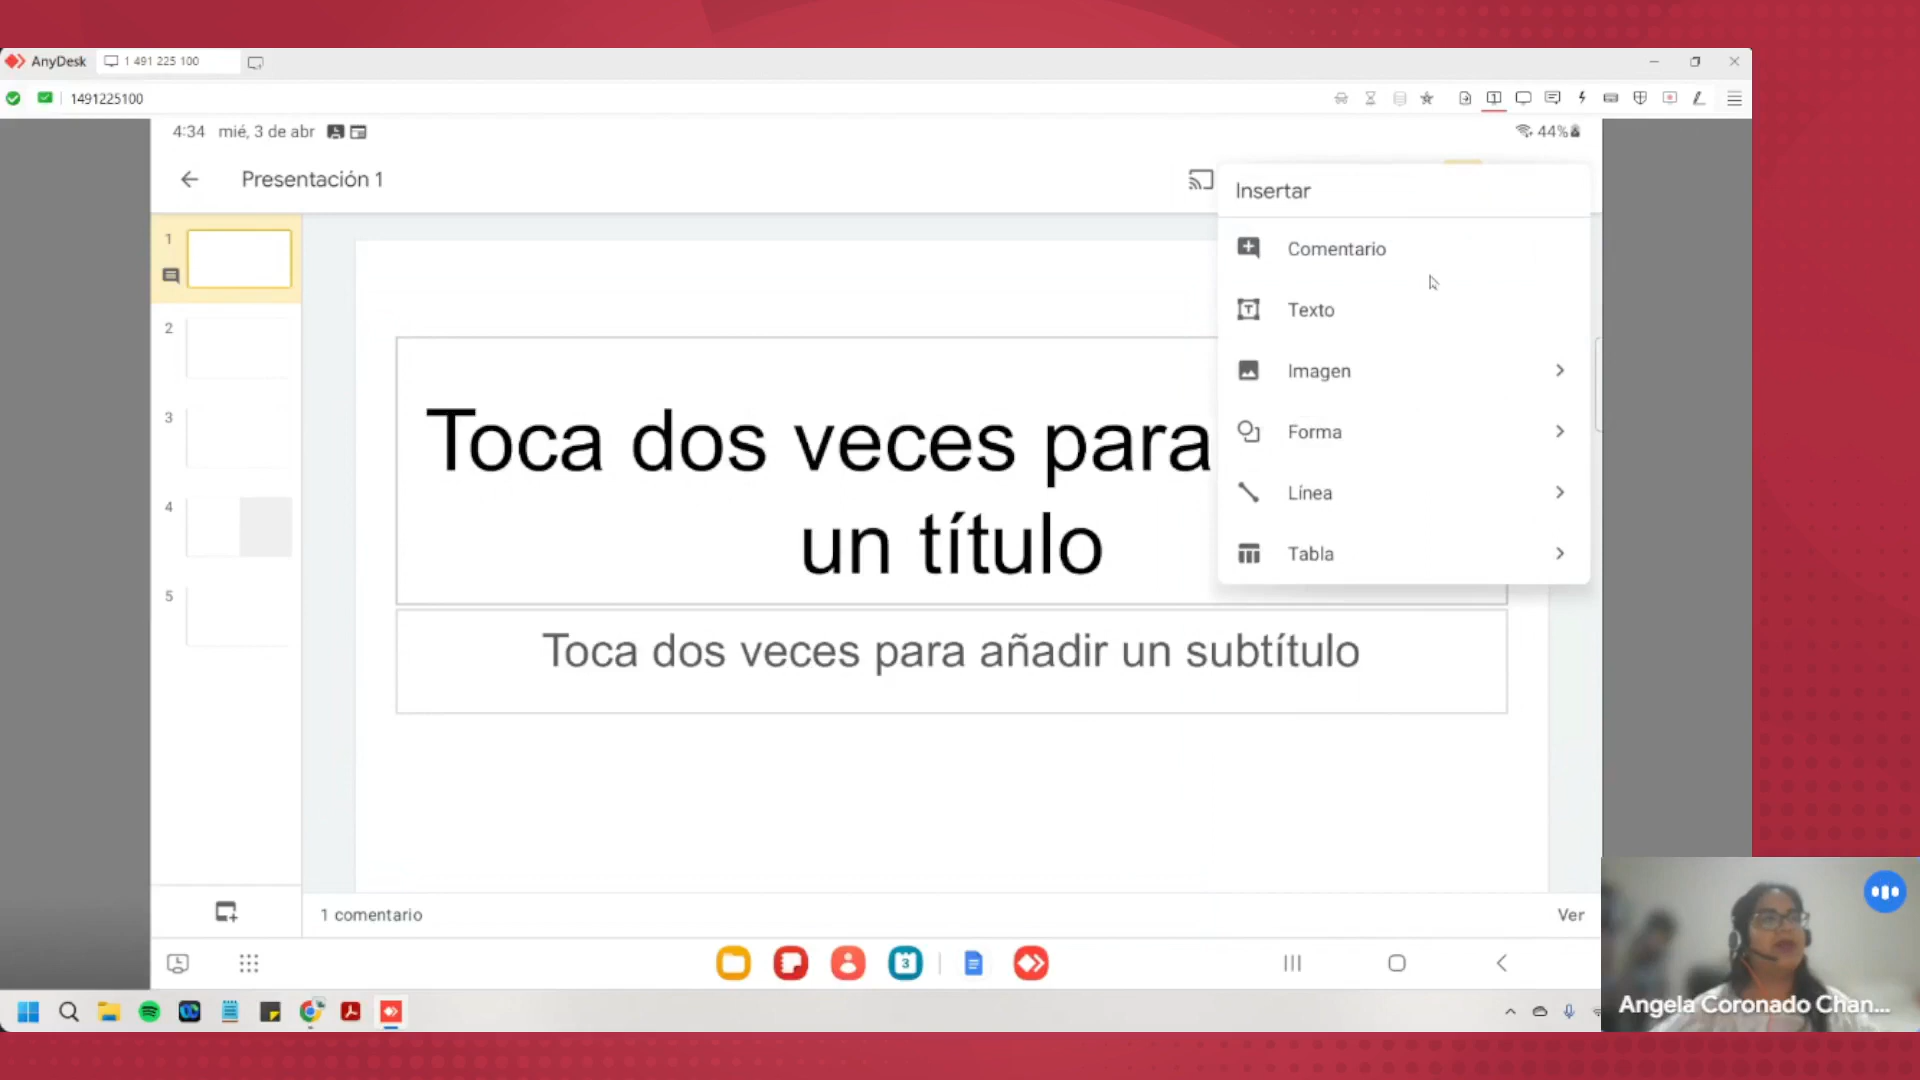 AnyDesk
1 491 225 100
1491225100
4:34 mié, 3 de abr
44%
Presentación 1
Insertar
Comentario
Texto
Imagen
Forma
Línea
Tabla
1
2
3
4
5
Toca dos veces para
un título
Toca dos veces para añadir un subtítulo
1 comentario
Ver
3
Angela Coronado Chan...